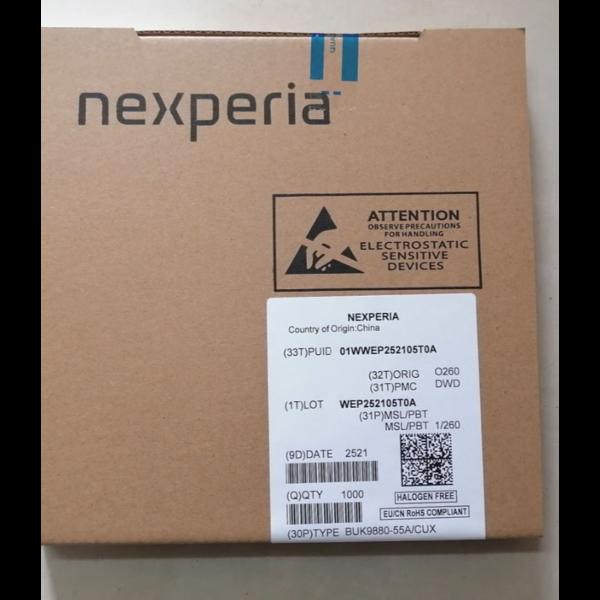 QUA
nexperia
ATTENTION
OBSERVE PRECAUTIONS
FOR HANDLING
ELECTROSTATIC
SENSITIVE
DEVICES
NEXPERIA
Country of Origin:China
(33T)PUID 01WWEP252105T0A
(32T)ORIG O260
(31T)PMC DWD
(1T)LOT WEP252105T0A
(31P)MSL/PBT
MSL/PBT 1/260
(9D)DATE 2521
(Q)QTY 1000
HALOGEN FREE
EU/CN RoHS COMPLIANT
(30P)TYPE BUK9880-55A/CUX